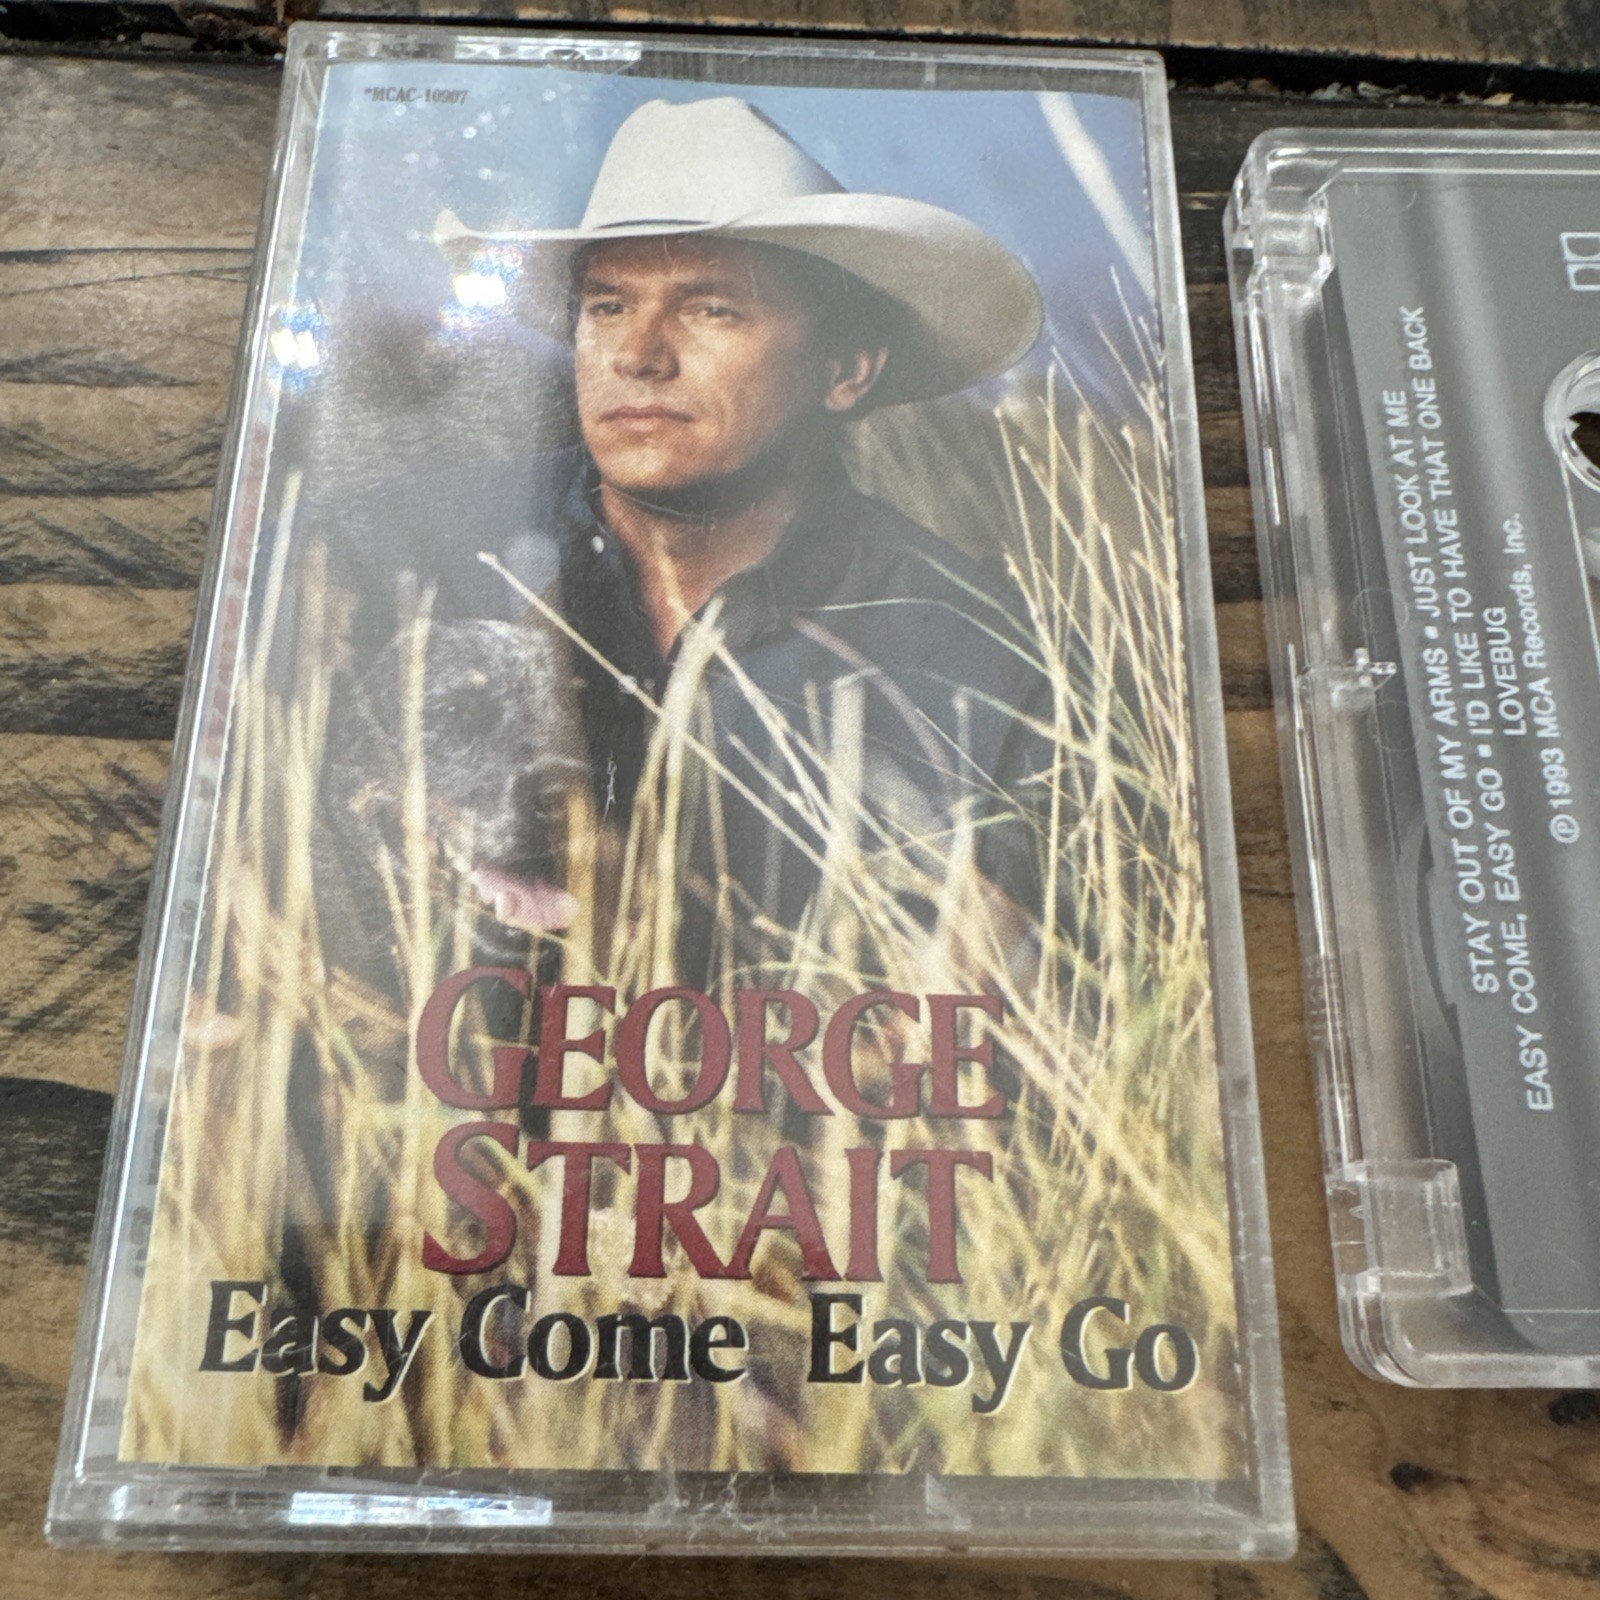 *MCAC-10907
GEORGE
STRAIT
Easy Come Easy Go
STAY OUT OF MY ARMS ▪ JUST LOOK AT ME
EASY COME, EASY GO ▪ I'D LIKE TO HAVE THAT ONE BACK
LOVEBUG
℗ 1993 MCA Records, Inc.